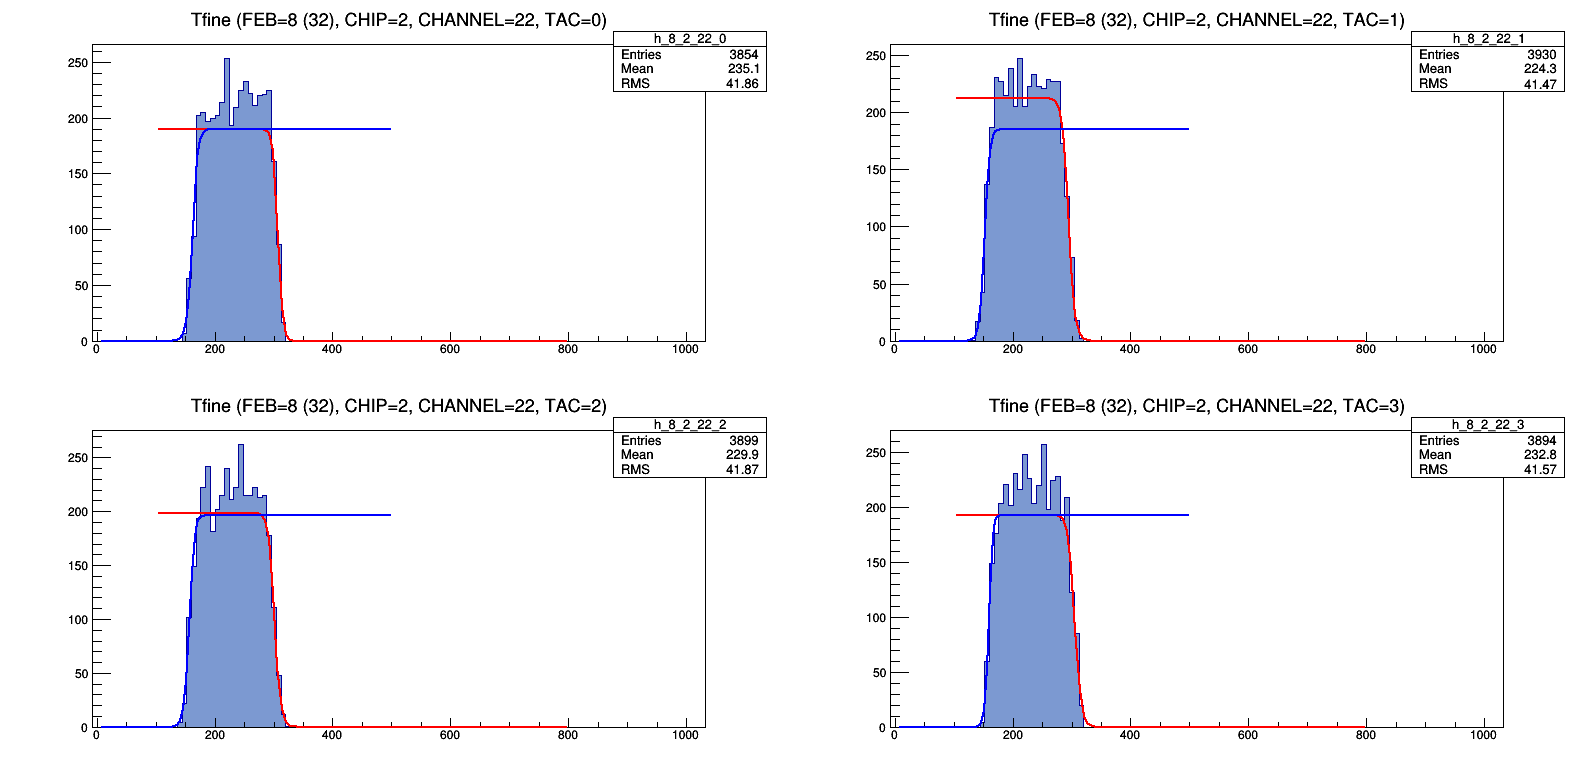 Tfine (FEB=8 (32), CHIP=2, CHANNEL=22, TAC=0)
h_8_2_22_0
Entries 3854
Mean 235.1
RMS 41.86
250
200
150
100
50
0
0 200 400 600 800 1000
Tfine (FEB=8 (32), CHIP=2, CHANNEL=22, TAC=1)
h_8_2_22_1
Entries 3930
Mean 224.3
RMS 41.47
250
200
150
100
50
0
0 200 400 600 800 1000
Tfine (FEB=8 (32), CHIP=2, CHANNEL=22, TAC=2)
h_8_2_22_2
Entries 3899
Mean 229.9
RMS 41.87
250
200
150
100
50
0
0 200 400 600 800 1000
Tfine (FEB=8 (32), CHIP=2, CHANNEL=22, TAC=3)
h_8_2_22_3
Entries 3894
Mean 232.8
RMS 41.57
250
200
150
100
50
0
0 200 400 600 800 1000